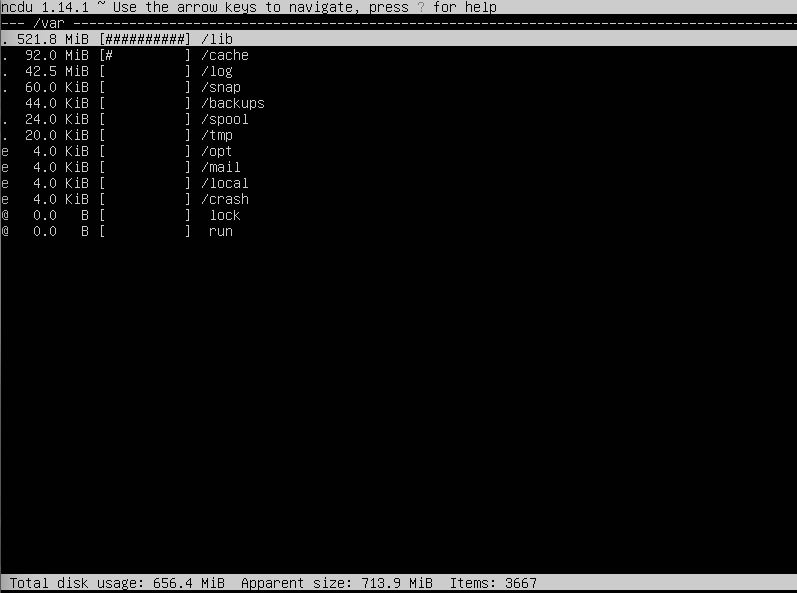 ncdu 1.14.1 ~ Use the arrow keys to navigate, press ? for help
--- /var -------------------------------------------------------------------------------------------
. 521.8 MiB [##########] /lib
.  92.0 MiB [#         ] /cache
.  42.5 MiB [          ] /log
.  60.0 KiB [          ] /snap
   44.0 KiB [          ] /backups
.  24.0 KiB [          ] /spool
.  20.0 KiB [          ] /tmp
e   4.0 KiB [          ] /opt
e   4.0 KiB [          ] /mail
e   4.0 KiB [          ] /local
e   4.0 KiB [          ] /crash
@   0.0   B [          ]  lock
@   0.0   B [          ]  run
Total disk usage: 656.4 MiB  Apparent size: 713.9 MiB  Items: 3667